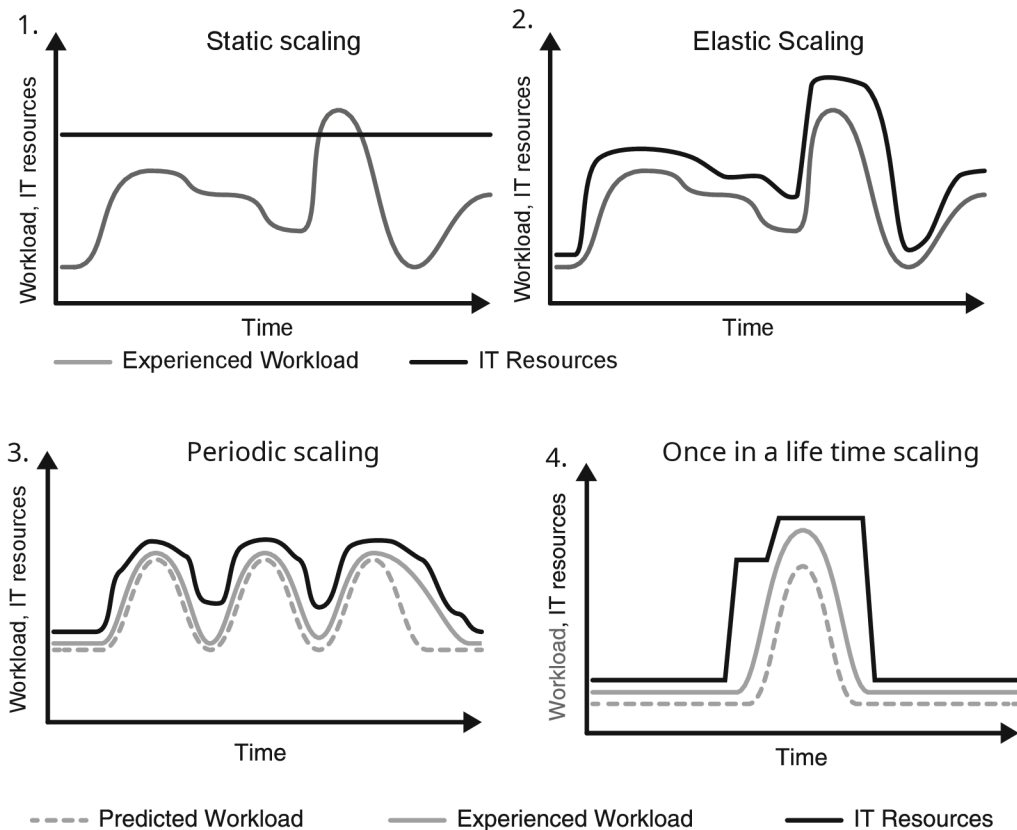 1.
Static scaling
Workload, IT resources
Time
2.
Elastic Scaling
Workload, IT resources
Time
Experienced Workload
IT Resources
3.
Periodic scaling
Workload, IT resources
Time
4.
Once in a life time scaling
Workload, IT resources
Time
Predicted Workload
Experienced Workload
IT Resources